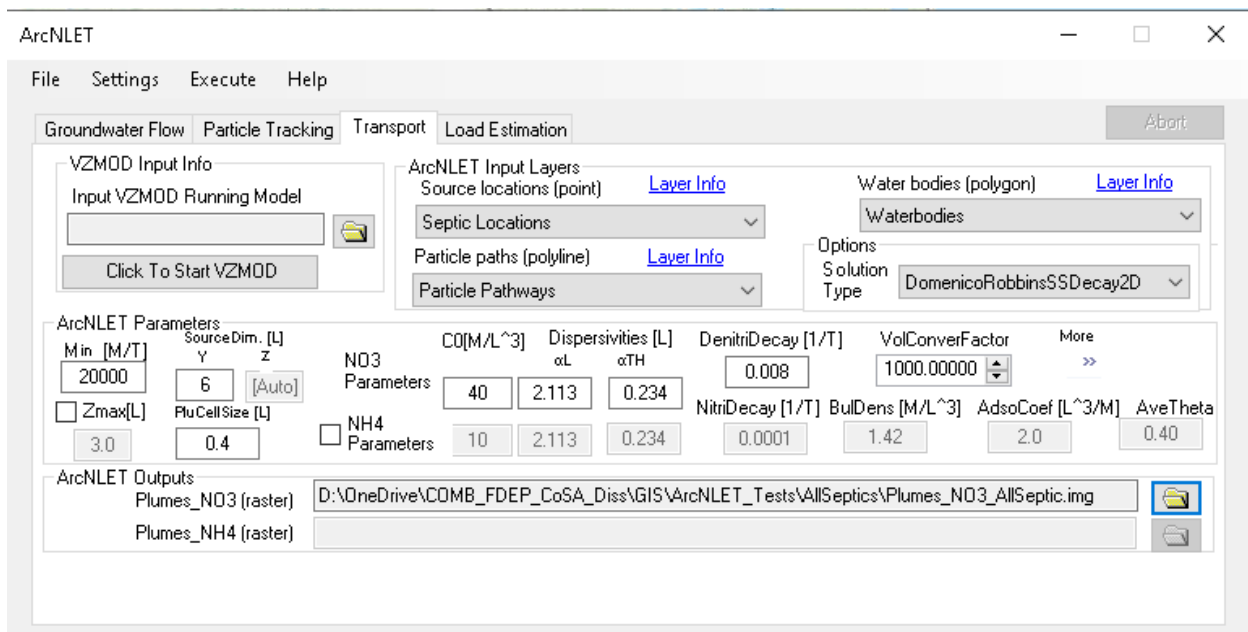 ArcNLET
File Settings Execute Help
Abort
Groundwater Flow Particle Tracking Transport Load Estimation
VZMOD Input Info
Input VZMOD Running Model
Click To Start VZMOD
ArcNLET Input Layers
Source locations (point) Layer Info
Septic Locations
Particle paths (polyline) Layer Info
Particle Pathways
Water bodies (polygon) Layer Info
Waterbodies
Options
Solution Type DomenicoRobbinsSSDecay2D
ArcNLET Parameters
Min [M/T]
20000
Zmax[L]
3.0
SourceDim. [L]
Y Z
6 [Auto]
PluCellSize [L]
0.4
NO3 Parameters
NH4 Parameters
C0[M/L^3] Dispersivities [L]
αL αTH
40 2.113 0.234
10 2.113 0.234
DenitriDecay [1/T]
0.008
VolConverFactor
1000.00000
More
>>
NitriDecay [1/T] BulDens [M/L^3] AdsoCoef [L^3/M] AveTheta
0.0001 1.42 2.0 0.40
ArcNLET Outputs
Plumes_NO3 (raster) D:\OneDrive\COMB_FDEP_CoSA_Diss\GIS\ArcNLET_Tests\AllSeptics\Plumes_NO3_AllSeptic.img
Plumes_NH4 (raster)